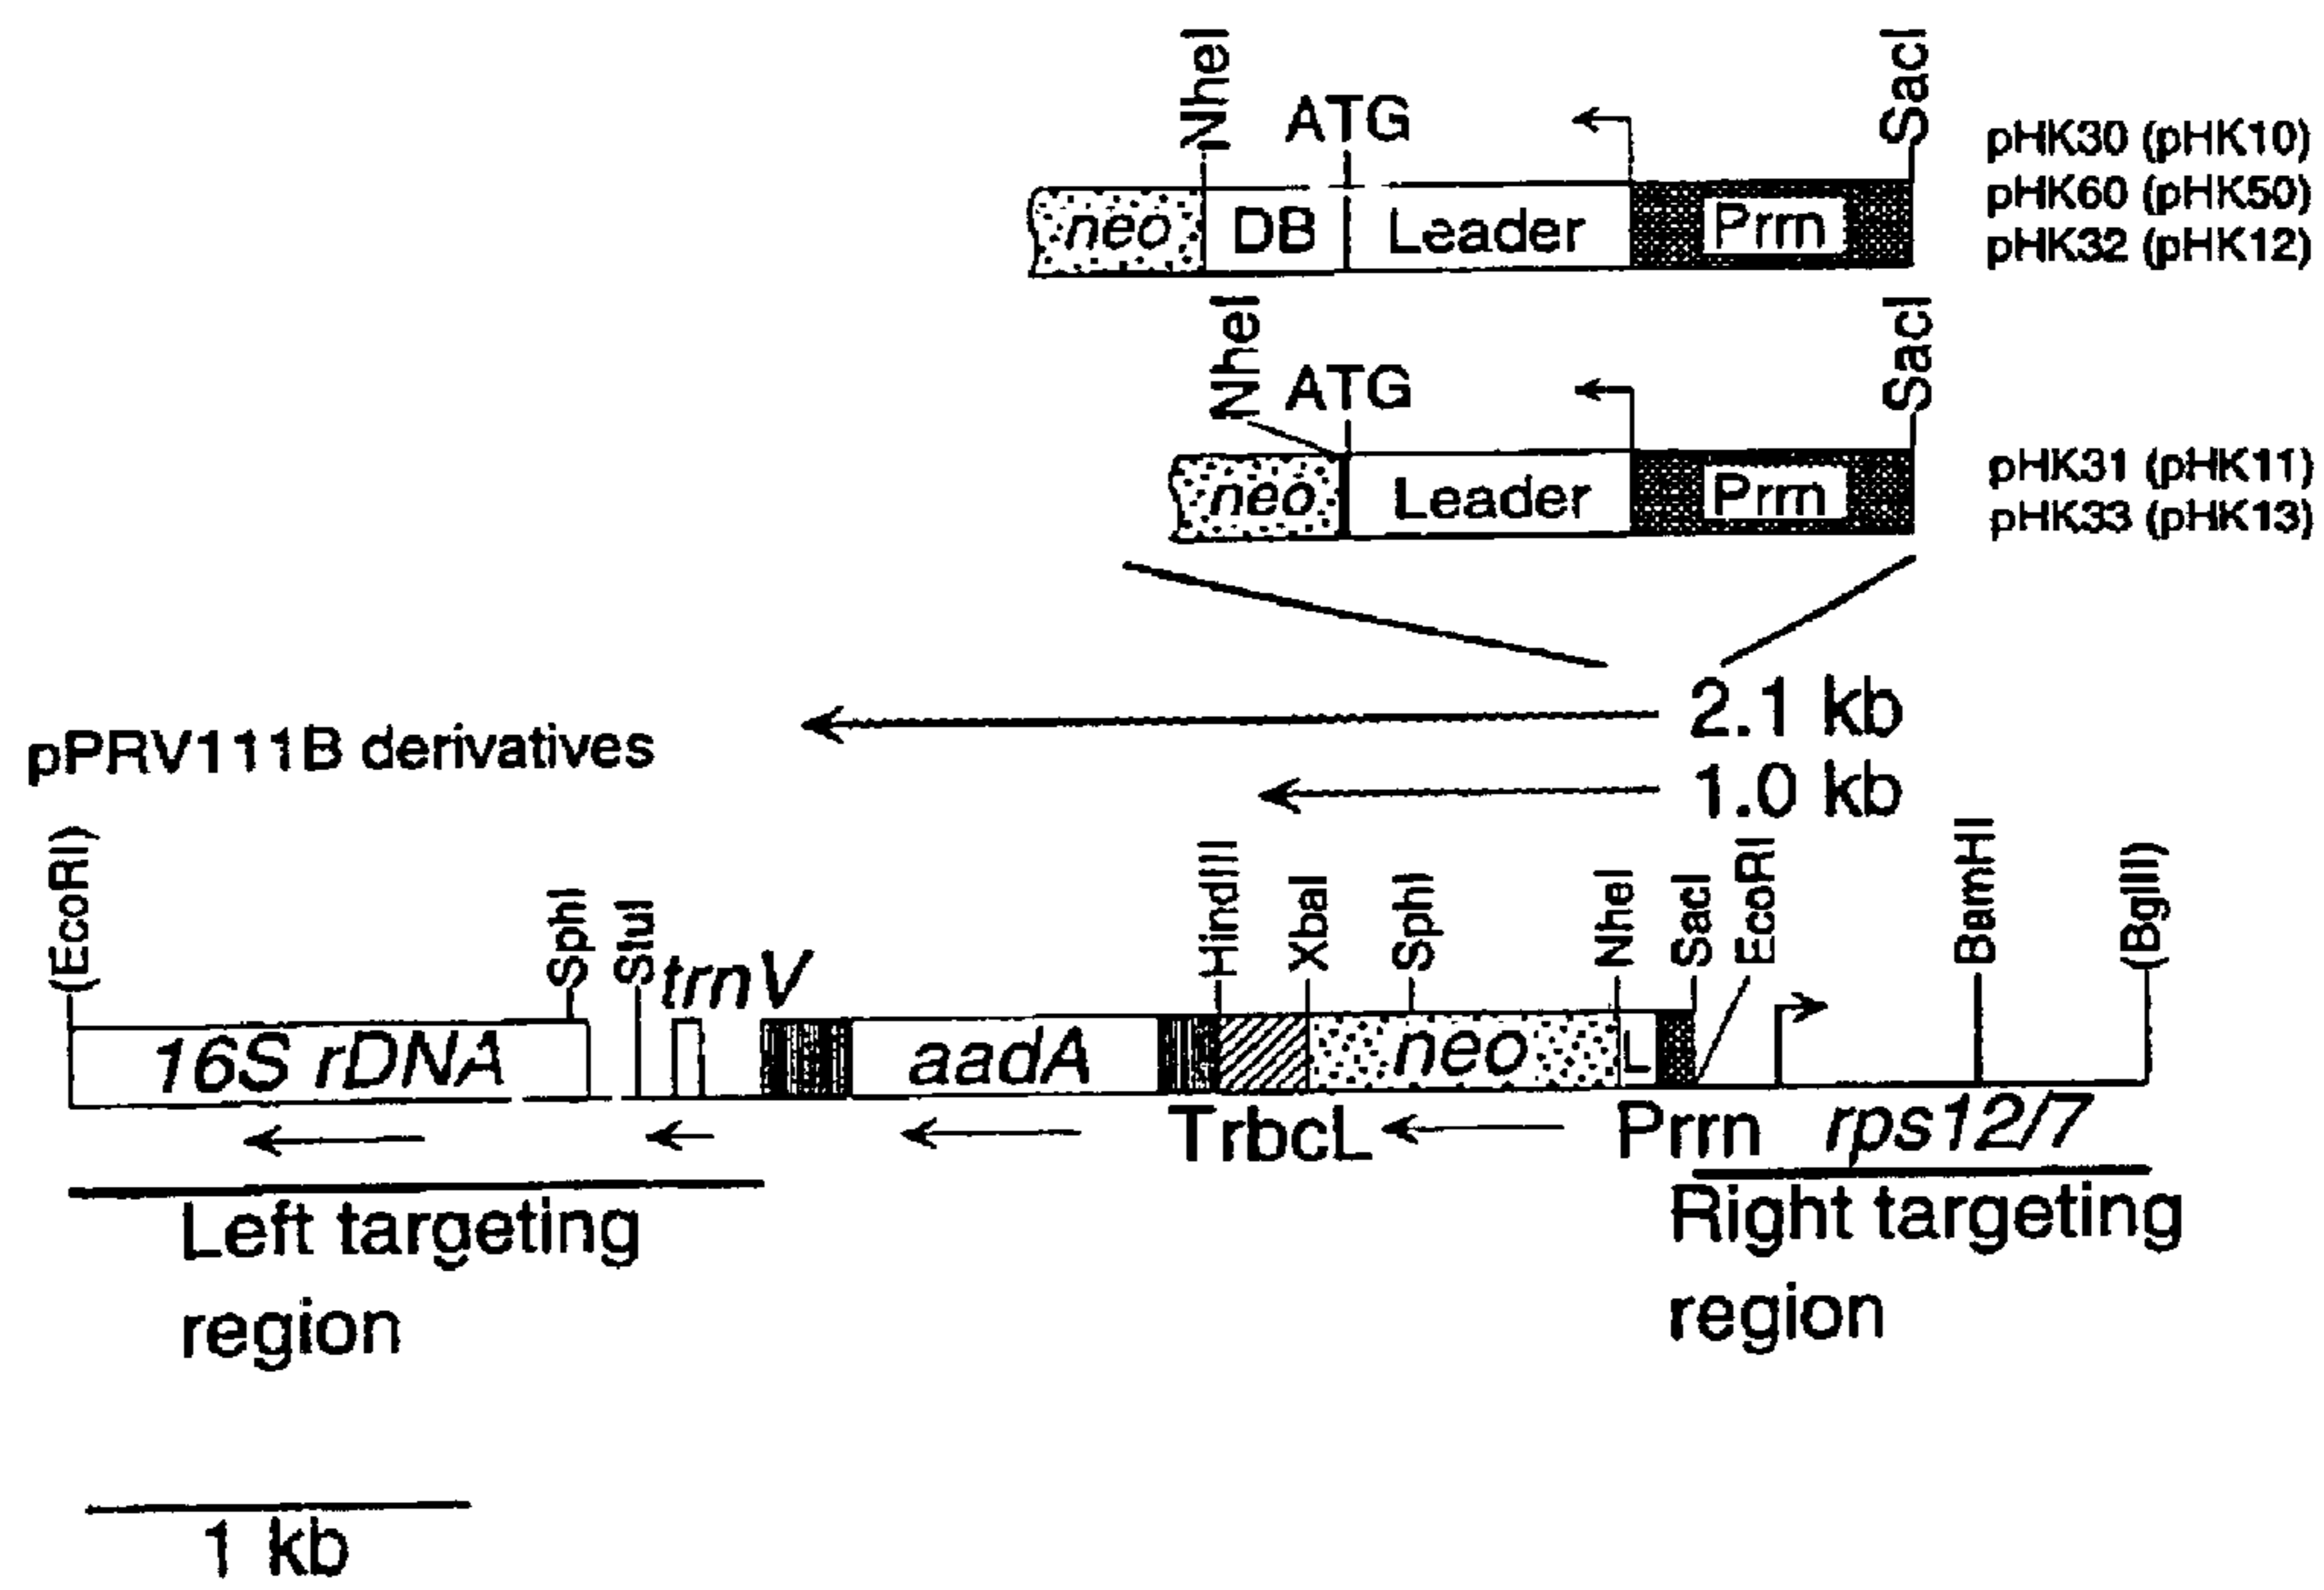 NheI
ATG
SacI
pHK30 (pHK10)
pHK60 (pHK50)
pHK32 (pHK12)
neo DB Leader Prrn
NheI
ATG
SacI
pHK31 (pHK11)
pHK33 (pHK13)
neo Leader Prrn
2.1 kb
pPRV111B derivatives
1.0 kb
(EcoRI) SphI StuI trnV HindIII XbaI SphI NheI SacI EcoRI BamHI (BglII)
16S rDNA aadA neo L
TrbcL Prrn rps12/7
Left targeting
region
Right targeting
region
1 kb